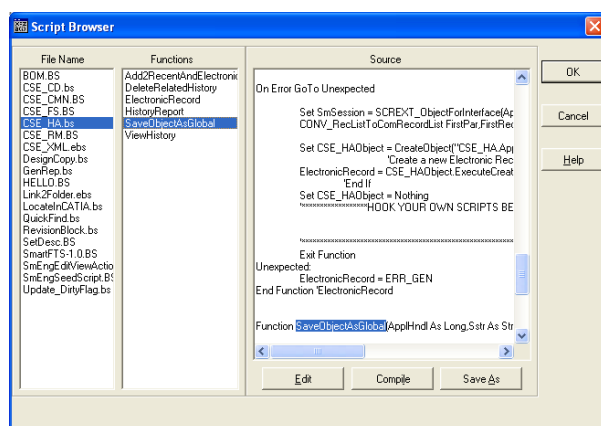 Script Browser
File Name
Functions
Source
BOM.BS
CSE_CD.bs
CSE_CMN.BS
CSE_FS.BS
CSE_HA.bs
CSE_RM.BS
CSE_XML.ebs
DesignCopy.bs
GenRep.bs
HELLO.BS
Link2Folder.ebs
LocateInCATIA.bs
QuickFind.bs
RevisionBlock.bs
SetDesc.BS
SmartFTS-1.0.BS
SmEngEditViewActio
SmEngSeedScript.BS
Update_DirtyFlag.bs
Add2RecentAndElectronic
DeleteRelatedHistory
ElectronicRecord
HistoryReport
SaveObjectAsGlobal
ViewHistory
On Error GoTo Unexpected
Set SmSession = SCREXT_ObjectForInterface(Ap
CONV_RecListToComRecordList FirstPar,FirstRec
Set CSE_HAObject = CreateObject("CSE_HA.App
'Create a new Electronic Rec
ElectronicRecord = CSE_HAObject.ExecuteCreat
'End If
Set CSE_HAObject = Nothing
'*****************HOOK YOUR OWN SCRIPTS BE
Exit Function
Unexpected:
ElectronicRecord = ERR_GEN
End Function 'ElectronicRecord
Function SaveObjectAsGlobal(ApplHndl As Long,Sstr As Str
Edit
Compile
Save As
OK
Cancel
Help